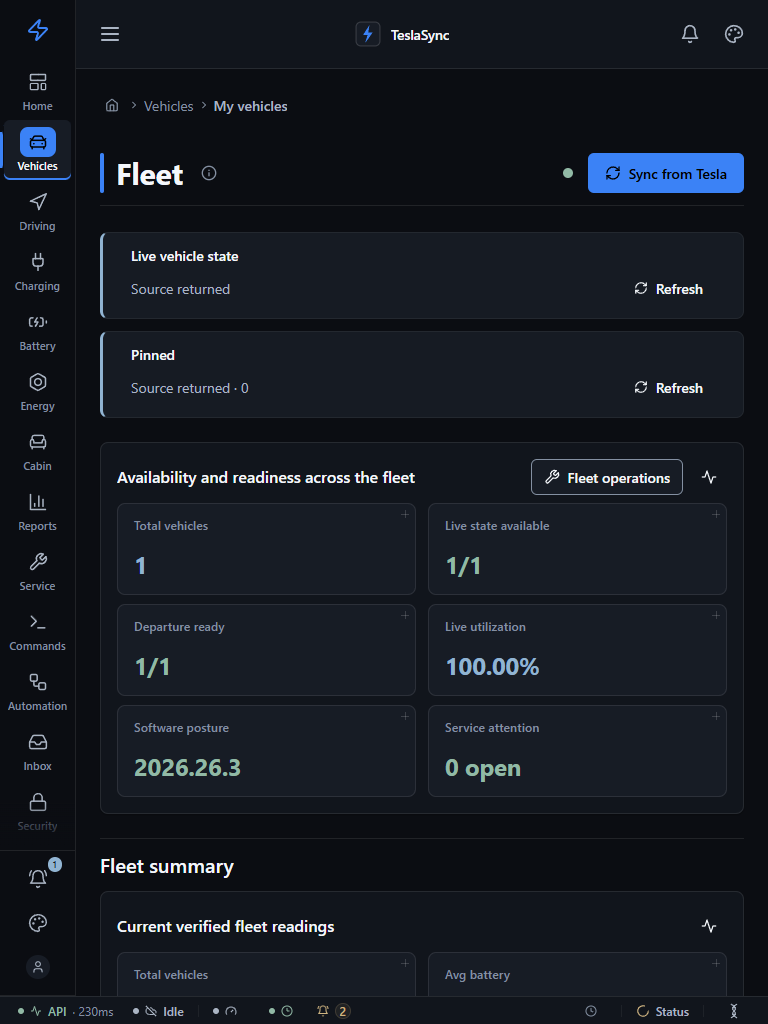 TeslaSync
Home
Vehicles
Driving
Charging
Battery
Energy
Cabin
Reports
Service
Commands
Automation
Inbox
Security
1
Vehicles
My vehicles
Fleet
Sync from Tesla
Live vehicle state
Source returned
Refresh
Pinned
Source returned · 0
Refresh
Availability and readiness across the fleet
Fleet operations
Total vehicles
1
Live state available
1/1
Departure ready
1/1
Live utilization
100.00%
Software posture
2026.26.3
Service attention
0 open
Fleet summary
Current verified fleet readings
Total vehicles
Avg battery
API · 230ms
Idle
2
Status